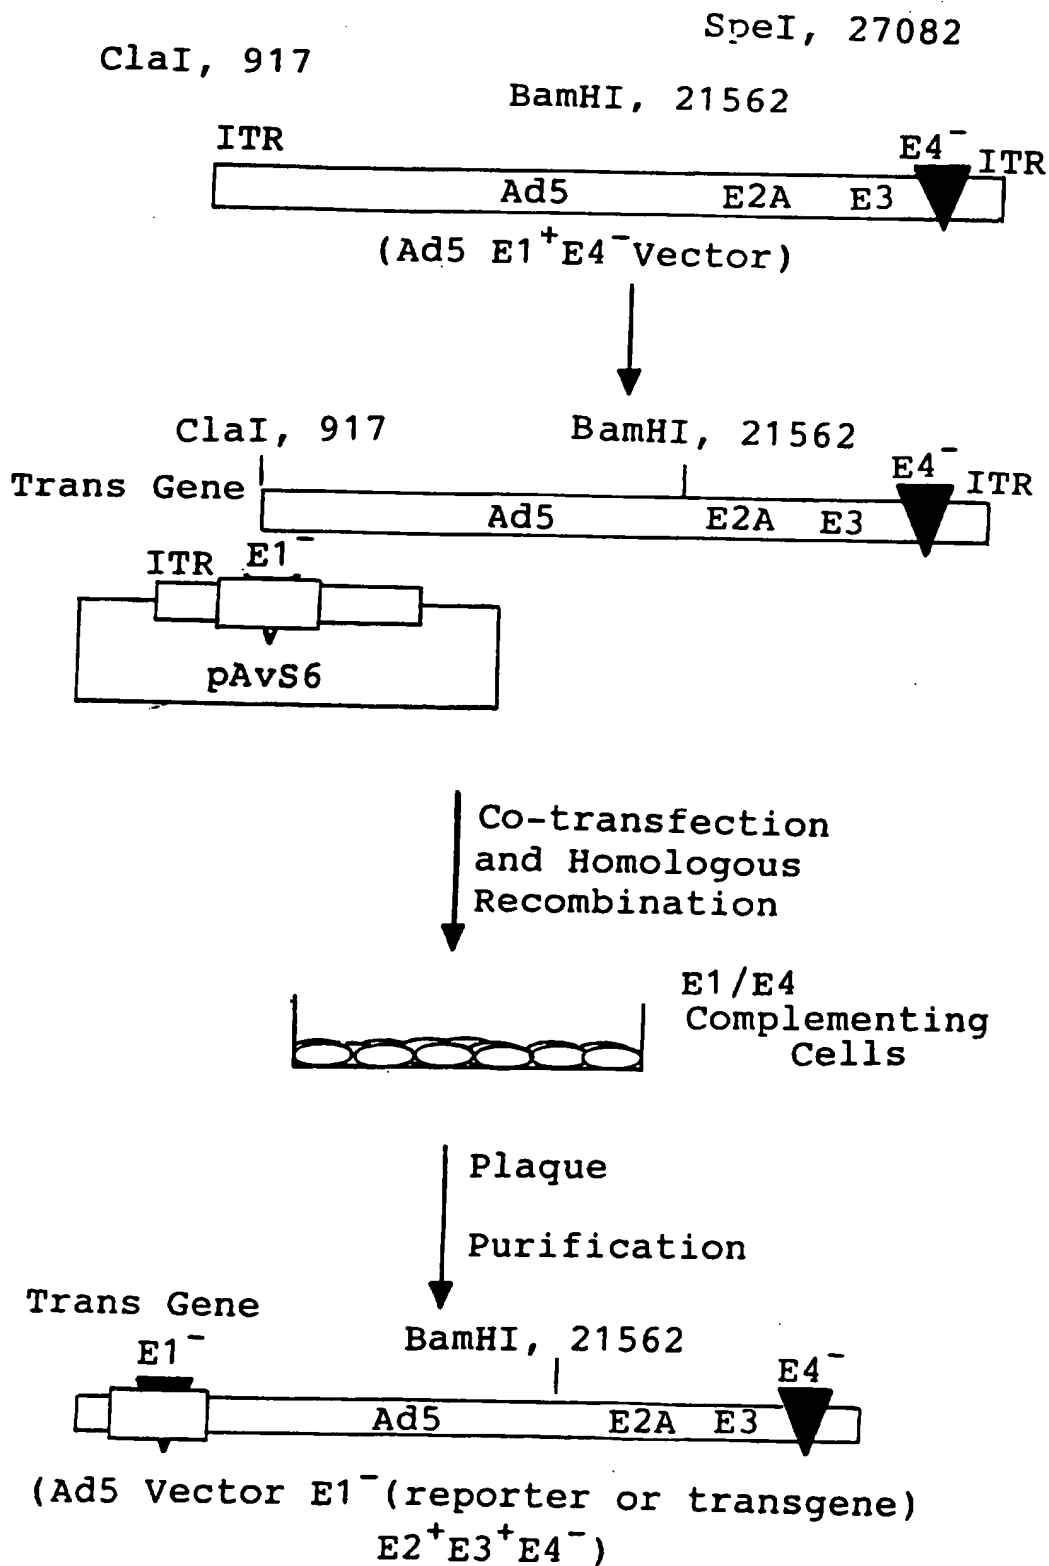 SpeI, 27082
ClaI, 917
BamHI, 21562
ITR
E4⁻
ITR
Ad5 E2A E3
(Ad5 E1⁺E4⁻Vector)
ClaI, 917
BamHI, 21562
E4⁻
Trans Gene
ITR
Ad5 E2A E3
ITR E1⁻
pAvS6
Co-transfection
and Homologous
Recombination
E1/E4
Complementing
Cells
Plaque
Purification
Trans Gene
BamHI, 21562
E1⁻
E4⁻
Ad5 E2A E3
(Ad5 Vector E1⁻(reporter or transgene)
E2⁺E3⁺E4⁻)